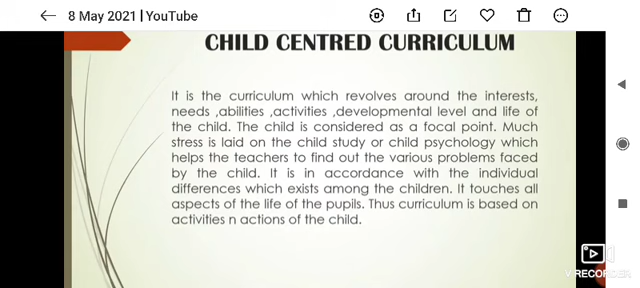 8 May 2021 | YouTube
CHILD CENTRED CURRICULUM
It is the curriculum which revolves around the interests,
needs ,abilities ,activities ,developmental level and life of
the child. The child is considered as a focal point. Much
stress is laid on the child study or child psychology which
helps the teachers to find out the various problems faced
by the child. It is in accordance with the individual
differences which exists among the children. It touches all
aspects of the life of the pupils. Thus curriculum is based on
activities n actions of the child.
V RECORDER